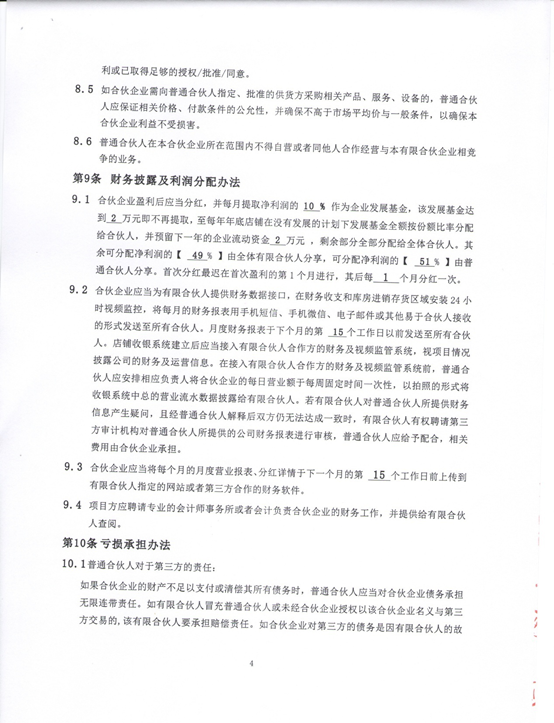 利或已取得足够的授权/批准/同意。
8.5 如合伙企业需向普通合伙人指定、批准的供货方采购相关产品、服务、设备的，普通合伙
人应保证相关价格、付款条件的公允性，并确保不高于市场平均价与一般条件，以确保本
合伙企业利益不受损害。
8.6 普通合伙人在本合伙企业所在范围内不得自营或者同他人合作经营与本有限合伙企业相竞
争的业务。
第9条 财务披露及利润分配办法
9.1 合伙企业盈利后应当分红，并每月提取净利润的 10 % 作为企业发展基金，该发展基金达
到 2 万元即不再提取，至每年年底店铺在没有发展的计划下发展基金全额按份额比率分配
给合伙人，并预留下一年的企业流动资金 2 万元 ，剩余部分全部分配给全体合伙人。其
余可分配净利润的【 49 % 】由全体有限合伙人分享，可分配净利润的【 51 % 】由普
通合伙人分享。首次分红最迟在首次盈利的第 1 个月进行，其后每 1 个月分红一次。
9.2 合伙企业应当为有限合伙人提供财务数据接口，在财务收支和库房进销存货区域安装 24 小
时视频监控，将每月的财务报表用手机短信、手机微信、电子邮件或其他易于合伙人接收
的形式发送至所有合伙人。月度财务报表于下个月的第 15 个工作日以前发送至所有合伙
人。店铺收银系统建立后应当接入有限合伙人合作方的财务及视频监管系统，视项目情况
披露公司的财务及运营信息。在接入有限合伙人合作方的财务及视频监管系统前，普通合
伙人应安排相应负责人将合伙企业的每日营业额于每周固定时间一次性，以拍照的形式将
收银系统中总的营业流水数据披露给有限合伙人。若有限合伙人对普通合伙人所提供财务
信息产生疑问，且经普通合伙人解释后双方仍无法达成一致时，有限合伙人有权聘请第三
方审计机构对普通合伙人所提供的公司财务报表进行审核，普通合伙人应给予配合，相关
费用由合伙企业承担。
9.3 合伙企业应当将每个月的月度营业报表、分红详情于下一个月的第 15 个工作日前上传到
有限合伙人指定的网站或者第三方合作的财务软件。
9.4 项目方应聘请专业的会计师事务所或者会计负责合伙企业的财务工作，并提供给有限合伙
人查阅。
第10条 亏损承担办法
10.1 普通合伙人对于第三方的责任：
如果合伙企业的财产不足以支付或清偿其所有债务时，普通合伙人应当对合伙企业债务承担
无限连带责任。如有限合伙人冒充普通合伙人或未经合伙企业授权以该合伙企业名义与第三
方交易的，该有限合伙人要承担赔偿责任。如合伙企业对第三方的债务是因有限合伙人的故
4